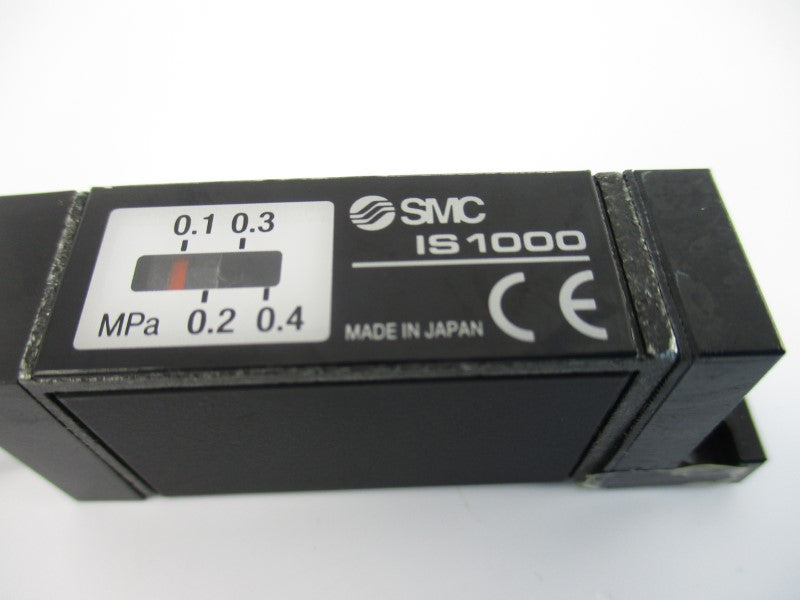 0.1 0.3
MPa 0.2 0.4
SMC
IS1000
MADE IN JAPAN CE